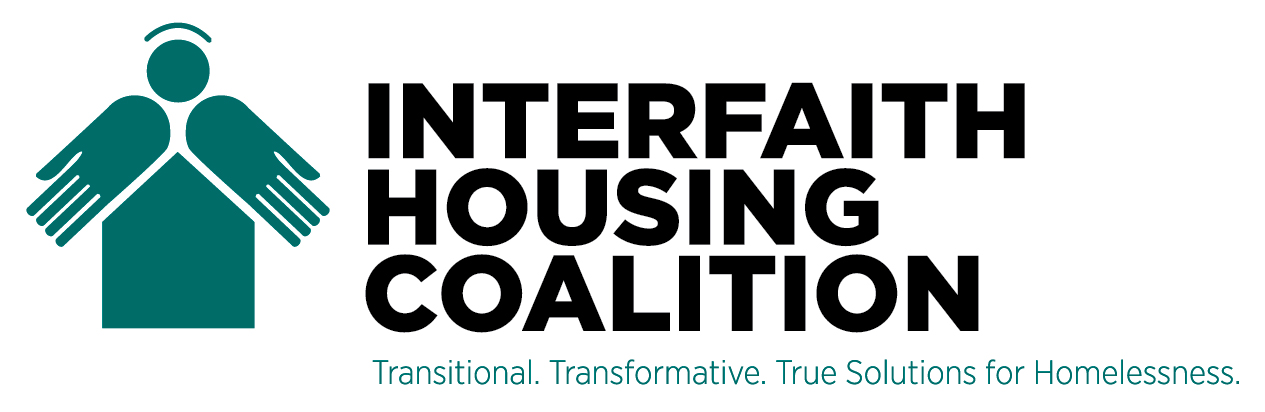 INTERFAITH
HOUSING
COALITION
Transitional. Transformative. True Solutions for Homelessness.